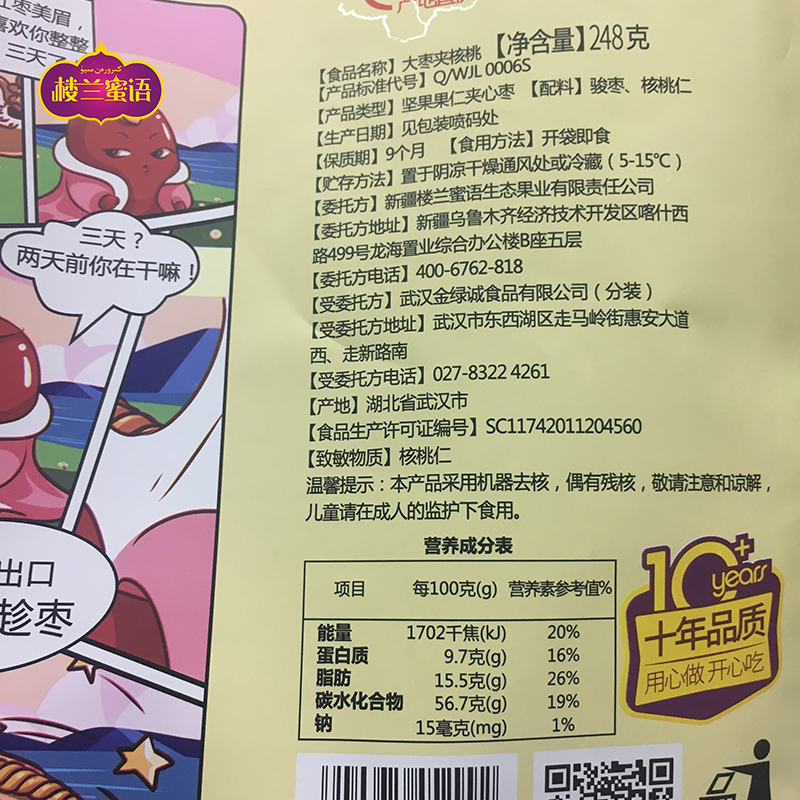 红枣美眉，
喜欢你整整
三天
楼兰蜜语
三天？
两天前你在干嘛！
出口
趁枣
产地直供
【食品名称】大枣夹核桃 【净含量】248克
【产品标准代号】Q/WJL 0006S
【产品类型】坚果果仁夹心枣 【配料】骏枣、核桃仁
【生产日期】见包装喷码处
【保质期】9个月 【食用方法】开袋即食
【贮存方法】置于阴凉干燥通风处或冷藏（5-15℃）
【委托方】新疆楼兰蜜语生态果业有限责任公司
【委托方地址】新疆乌鲁木齐经济技术开发区喀什西
路499号龙海置业综合办公楼B座五层
【委托方电话】400-6762-818
【受委托方】武汉金绿诚食品有限公司（分装）
【受委托方地址】武汉市东西湖区走马岭街惠安大道
西、走新路南
【受委托方电话】027-8322 4261
【产地】湖北省武汉市
【食品生产许可证编号】SC11742011204560
【致敏物质】核桃仁
温馨提示：本产品采用机器去核，偶有残核，敬请注意和谅解，
儿童请在成人的监护下食用。
营养成分表
项目 每100克(g) 营养素参考值%
能量 1702千焦(kJ) 20%
蛋白质 9.7克(g) 16%
脂肪 15.5克(g) 26%
碳水化合物 56.7克(g) 19%
钠 15毫克(mg) 1%
10+ years
十年品质
用心做 开心吃